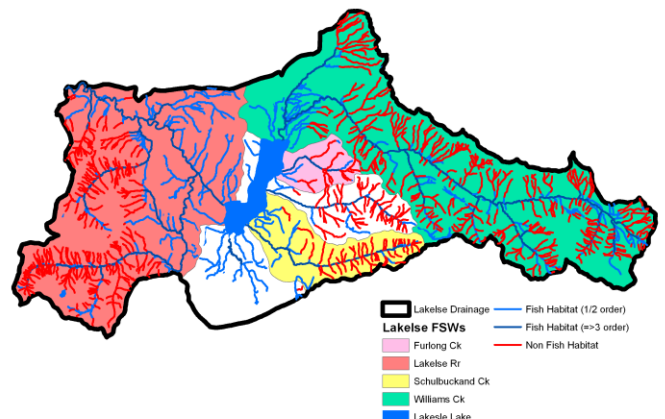 Lakelse Drainage
Fish Habitat (1/2 order)
Lakelse FSWs
Fish Habitat (=>3 order)
Furlong Ck
Non Fish Habitat
Lakelse Rr
Schulbuckand Ck
Williams Ck
Lakesle Lake